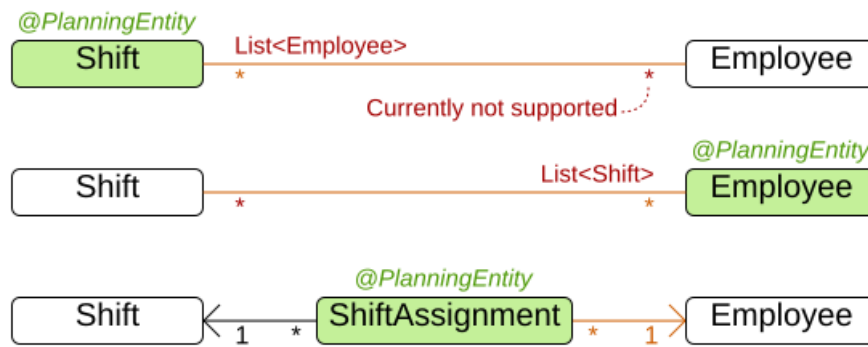 @PlanningEntity
Shift
List<Employee>
*
*
Employee
Currently not supported
@PlanningEntity
Shift
*
List<Shift>
*
Employee
@PlanningEntity
Shift
1
*
ShiftAssignment
*
1
Employee